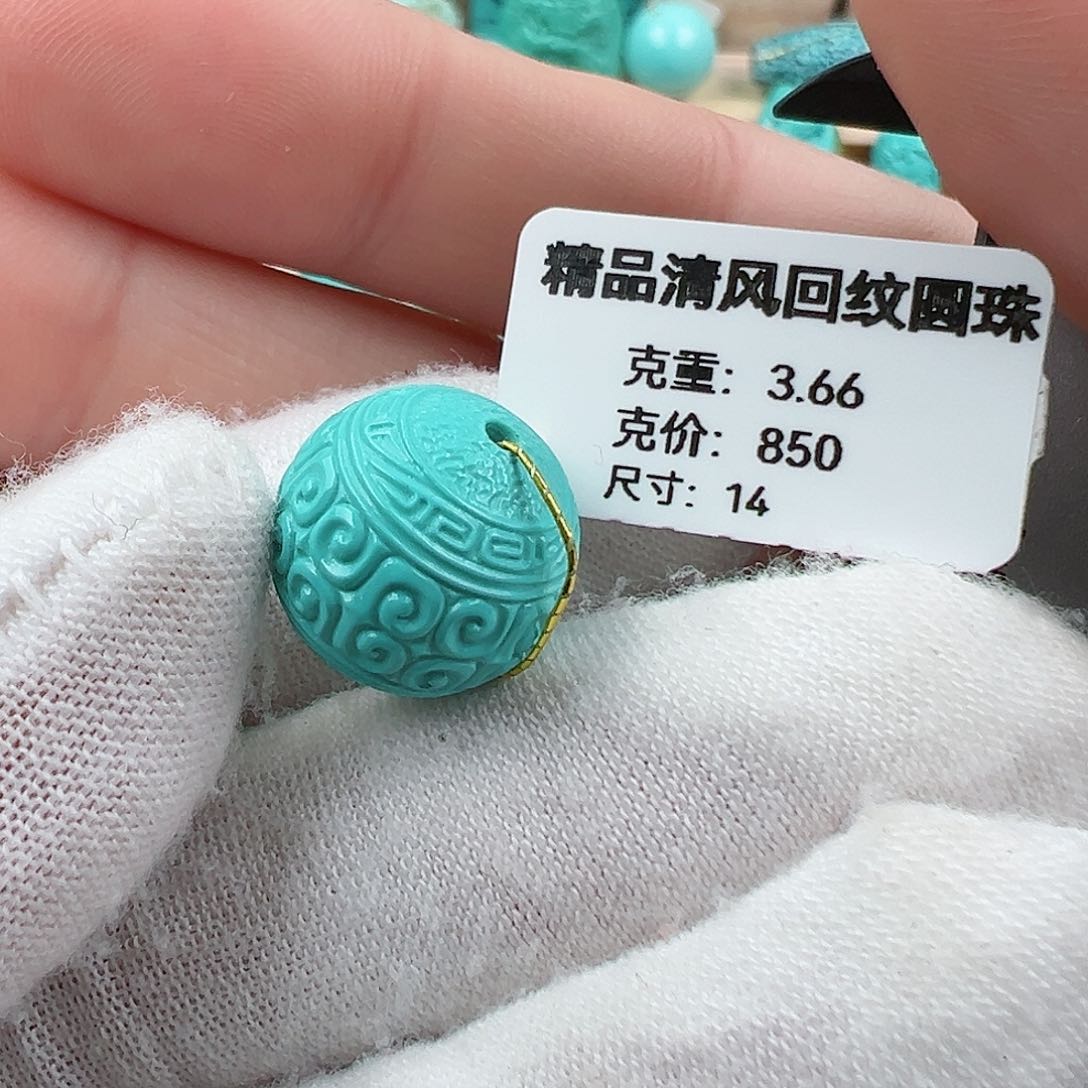 精品清风回纹圆珠
克重: 3.66
克价: 850
尺寸: 14